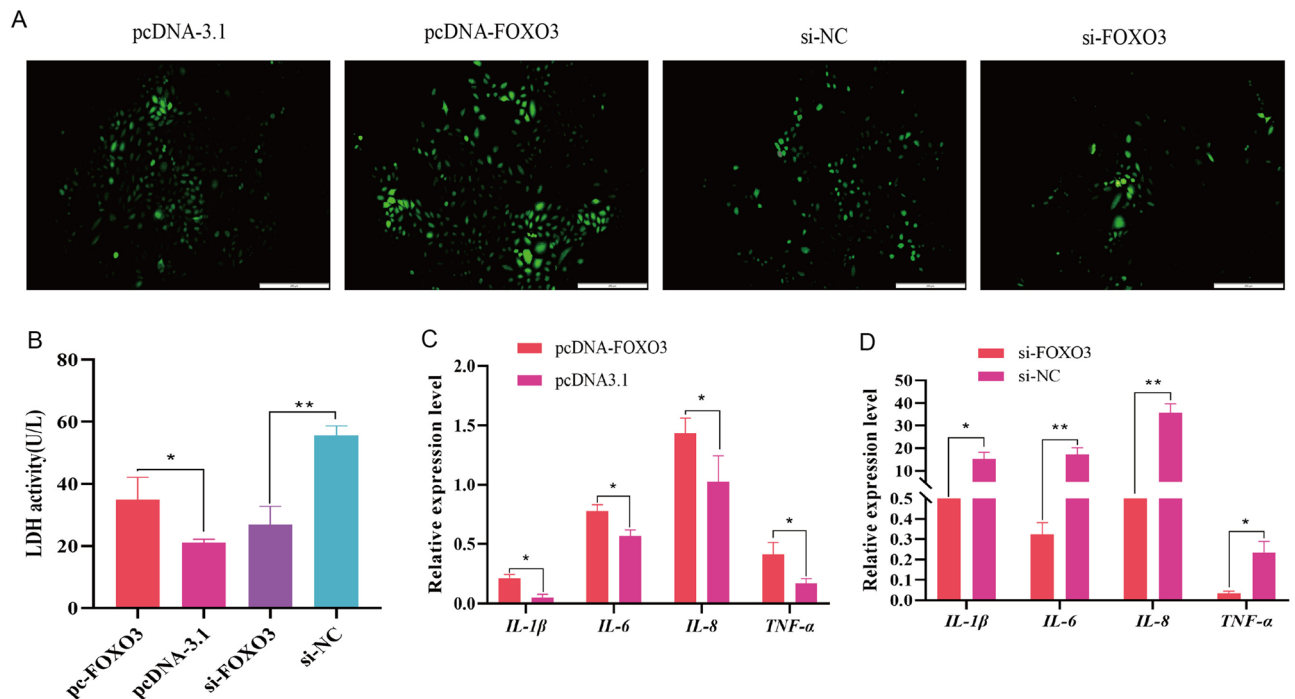 A
pcDNA-3.1
pcDNA-FOXO3
si-NC
si-FOXO3
B
LDH activity(U/L)
80
60
40
20
0
*
**
pc-FOXO3
pcDNA-3.1
si-FOXO3
si-NC
C
pcDNA-FOXO3
pcDNA3.1
Relative expression level
2.0
1.5
1.0
0.5
0.0
*
*
*
*
IL-1β
IL-6
IL-8
TNF-α
D
si-FOXO3
si-NC
Relative expression level
50
40
30
20
10
0.5
0.4
0.3
0.2
0.1
0.0
*
**
**
*
IL-1β
IL-6
IL-8
TNF-α